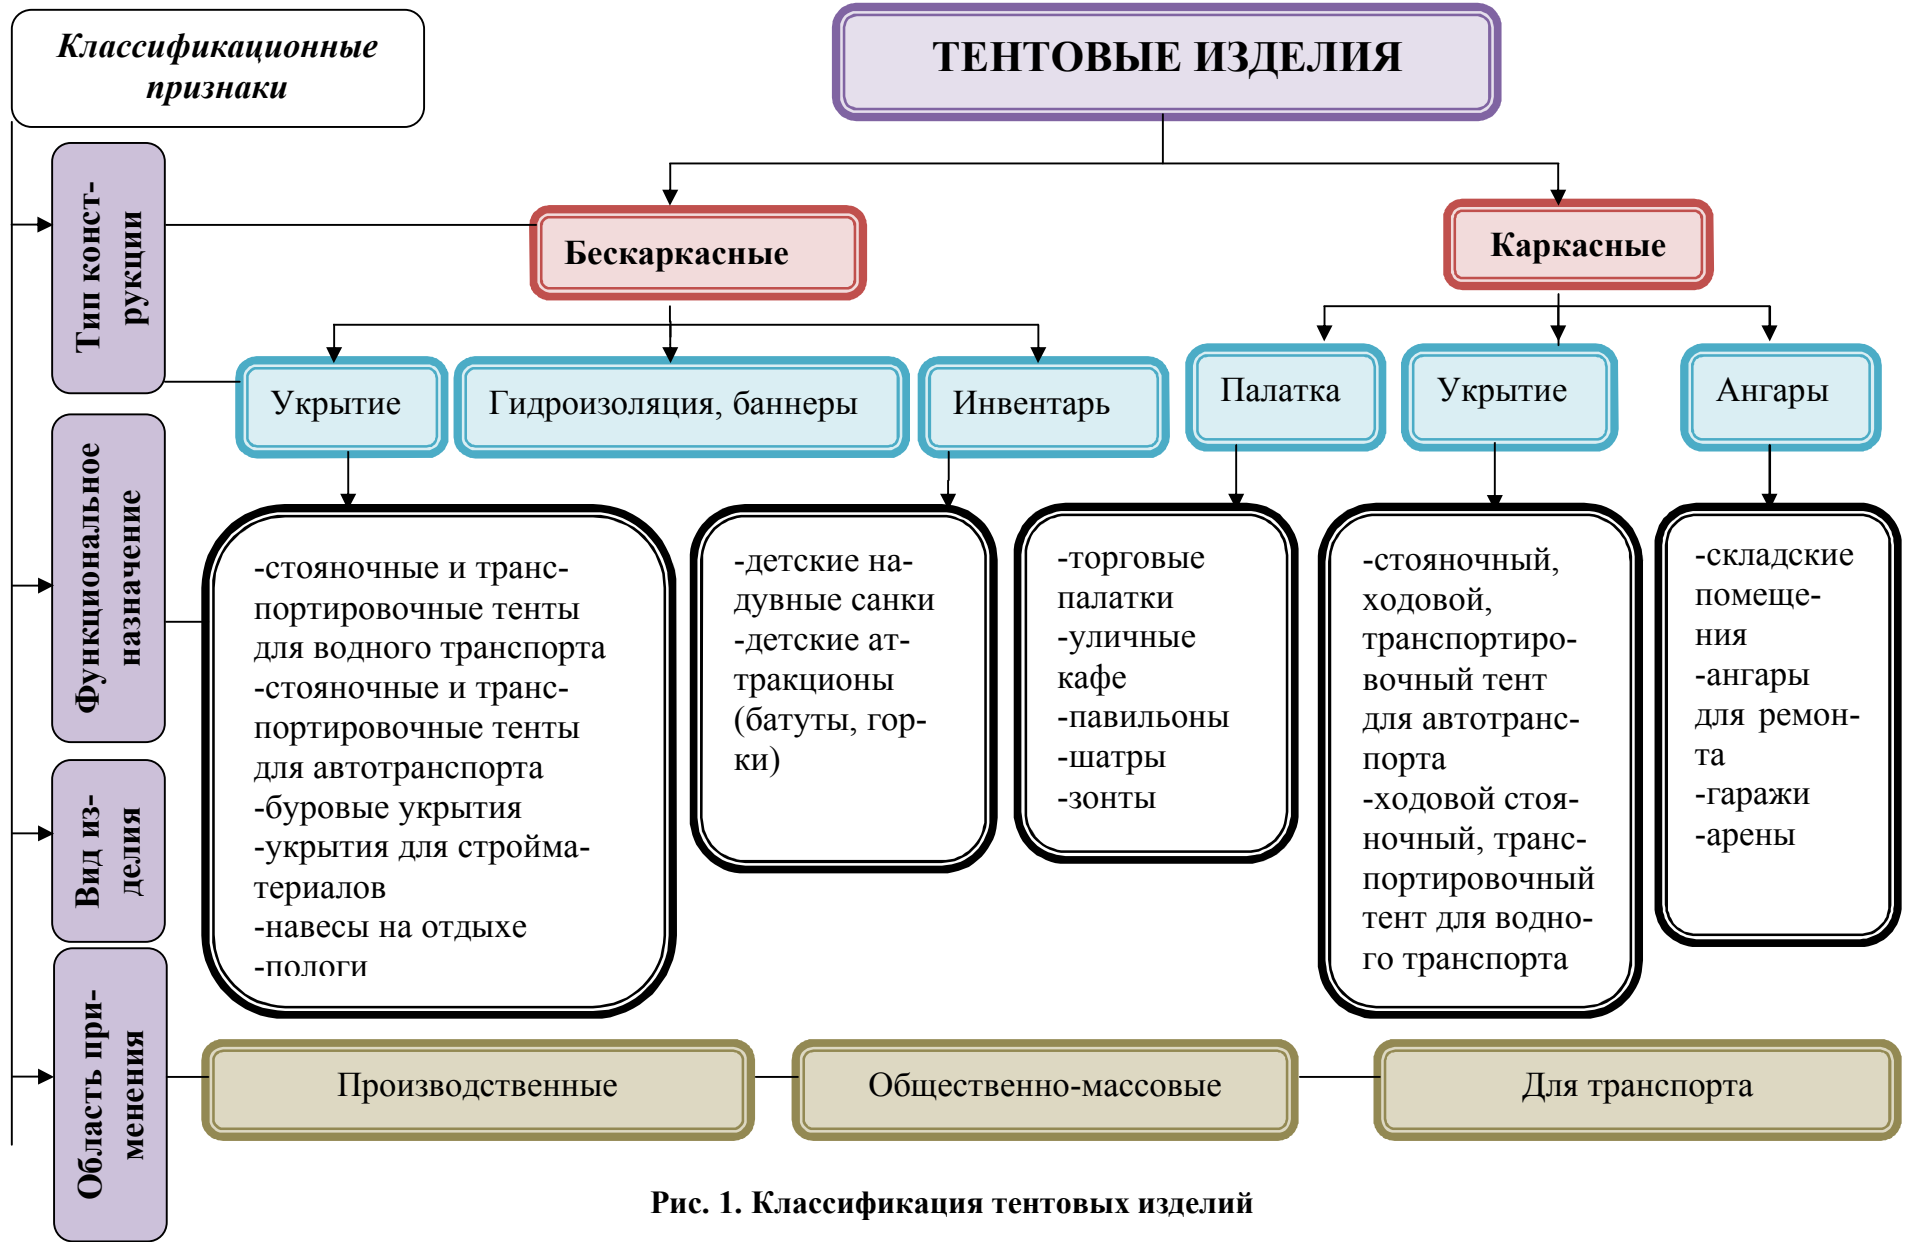 Классификационные
признаки
ТЕНТОВЫЕ ИЗДЕЛИЯ
Тип конст-
рукции
Бескаркасные
Каркасные
Укрытие
Гидроизоляция, баннеры
Инвентарь
Палатка
Укрытие
Ангары
Функциональное
назначение
-стояночные и транс-
портировочные тенты
для водного транспорта
-стояночные и транс-
портировочные тенты
для автотранспорта
-буровые укрытия
-укрытия для стройма-
териалов
-навесы на отдыхе
-пологи
-детские на-
дувные санки
-детские ат-
тракционы
(батуты, гор-
ки)
-торговые
палатки
-уличные
кафе
-павильоны
-шатры
-зонты
-стояночный,
ходовой,
транспортиро-
вочный тент
для автотранс-
порта
-ходовой стоя-
ночный, транс-
портировочный
тент для водно-
го транспорта
-складские
помеще-
ния
-ангары
для ремон-
та
-гаражи
-арены
Вид из-
делия
Область при-
менения
Производственные
Общественно-массовые
Для транспорта
Рис. 1. Классификация тентовых изделий